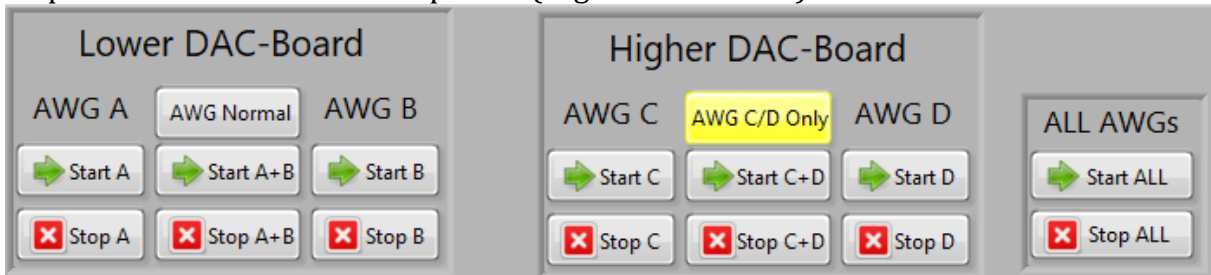 Lower DAC-Board
AWG A AWG Normal AWG B
Start A Start A+B Start B
Stop A Stop A+B Stop B
Higher DAC-Board
AWG C AWG C/D Only AWG D
Start C Start C+D Start D
Stop C Stop C+D Stop D
ALL AWGs
Start ALL
Stop ALL